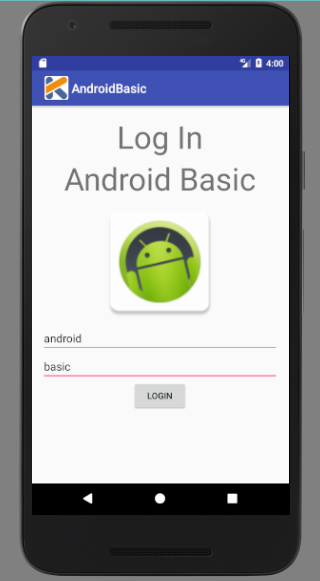 4:00
AndroidBasic
Log In
Android Basic
android
basic
LOGIN